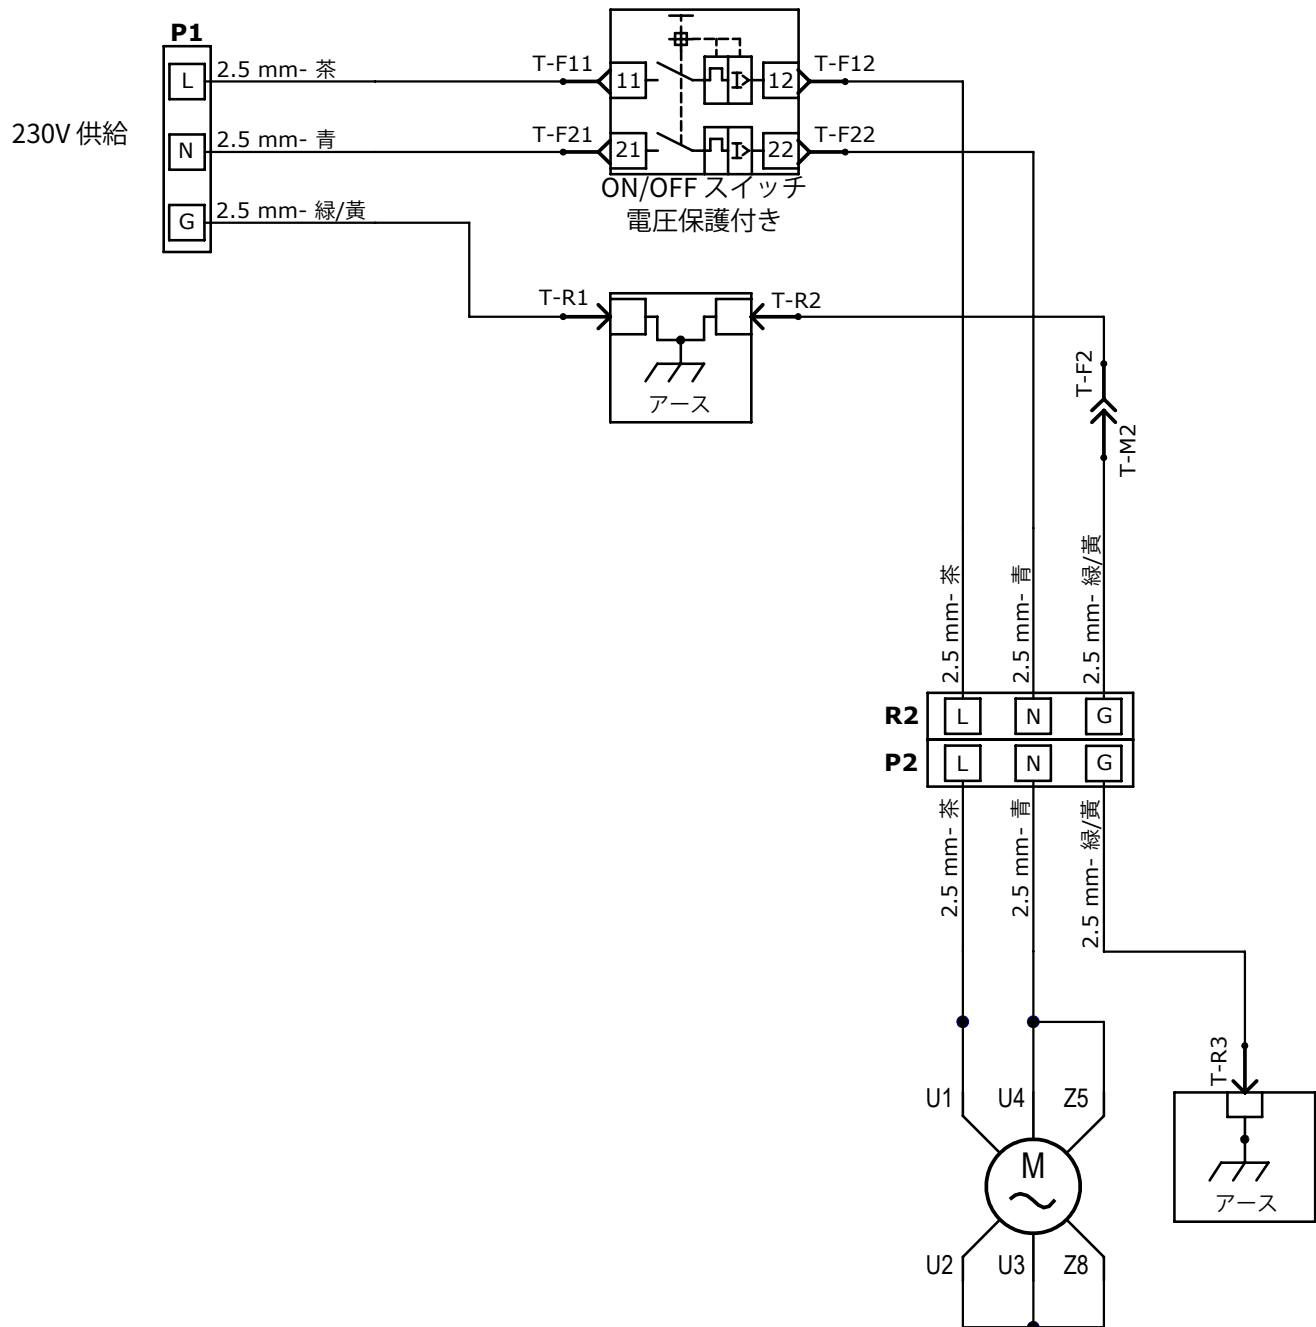 P1
L
2.5 mm- 茶
T-F11
11
12
T-F12
230V 供給
N
2.5 mm- 青
T-F21
21
22
T-F22
ON/OFF スイッチ
電圧保護付き
G
2.5 mm- 緑/黃
T-R1
T-R2
アース
T-F2
T-M2
2.5 mm- 茶
2.5 mm- 青
2.5 mm- 緑/黃
R2
L
N
G
P2
L
N
G
2.5 mm- 茶
2.5 mm- 青
2.5 mm- 緑/黃
T-R3
U1
U4
Z5
M
アース
U2
U3
Z8